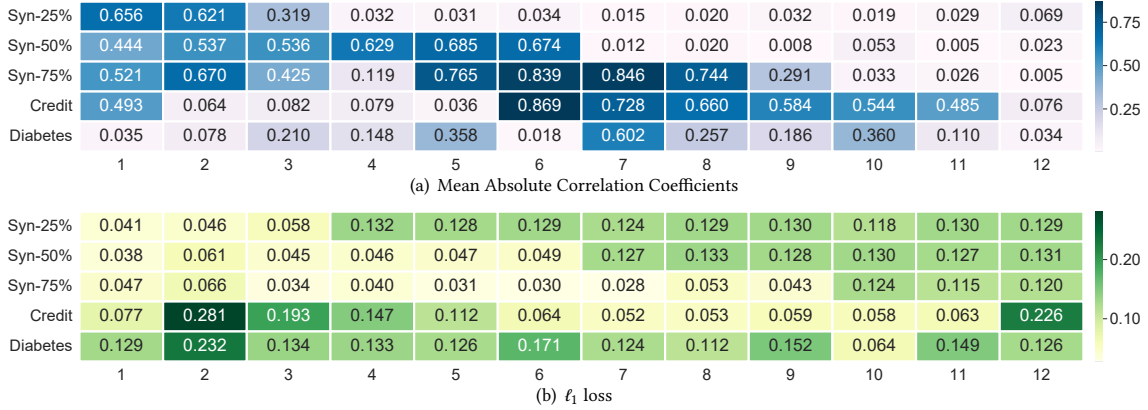 Syn-25% 0.656 0.621 0.319 0.032 0.031 0.034 0.015 0.020 0.032 0.019 0.029 0.069
0.75
Syn-50% 0.444 0.537 0.536 0.629 0.685 0.674 0.012 0.020 0.008 0.053 0.005 0.023
Syn-75% 0.521 0.670 0.425 0.119 0.765 0.839 0.846 0.744 0.291 0.033 0.026 0.005
0.50
Credit 0.493 0.064 0.082 0.079 0.036 0.869 0.728 0.660 0.584 0.544 0.485 0.076
0.25
Diabetes 0.035 0.078 0.210 0.148 0.358 0.018 0.602 0.257 0.186 0.360 0.110 0.034
1 2 3 4 5 6 7 8 9 10 11 12
(a) Mean Absolute Correlation Coefficients
Syn-25% 0.041 0.046 0.058 0.132 0.128 0.129 0.124 0.129 0.130 0.118 0.130 0.129
Syn-50% 0.038 0.061 0.045 0.046 0.047 0.049 0.127 0.133 0.128 0.130 0.127 0.131
0.20
Syn-75% 0.047 0.066 0.034 0.040 0.031 0.030 0.028 0.053 0.043 0.124 0.115 0.120
Credit 0.077 0.281 0.193 0.147 0.112 0.064 0.052 0.053 0.059 0.058 0.063 0.226
0.10
Diabetes 0.129 0.232 0.134 0.133 0.126 0.171 0.124 0.112 0.152 0.064 0.149 0.126
1 2 3 4 5 6 7 8 9 10 11 12
(b) ℓ₁ loss